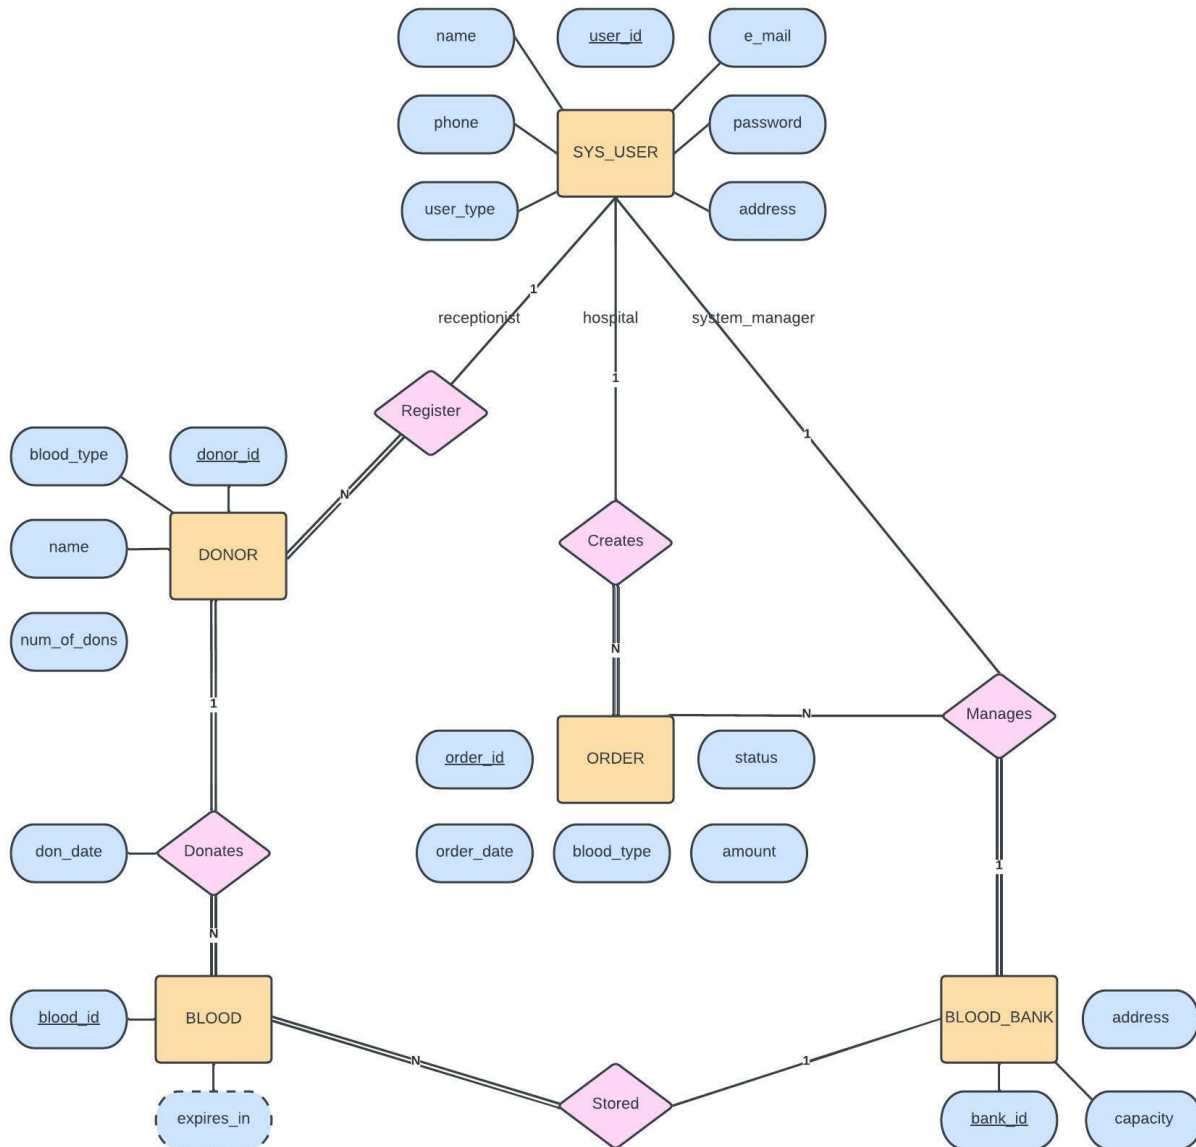 name
user_id
e_mail
phone
SYS_USER
password
user_type
address
1
receptionist
hospital
system_manager
1
Register
1
blood_type
donor_id
N
name
DONOR
Creates
num_of_dons
N
1
N
Manages
order_id
ORDER
status
don_date
Donates
order_date
blood_type
amount
1
N
blood_id
BLOOD
BLOOD_BANK
address
N
1
expires_in
Stored
bank_id
capacity